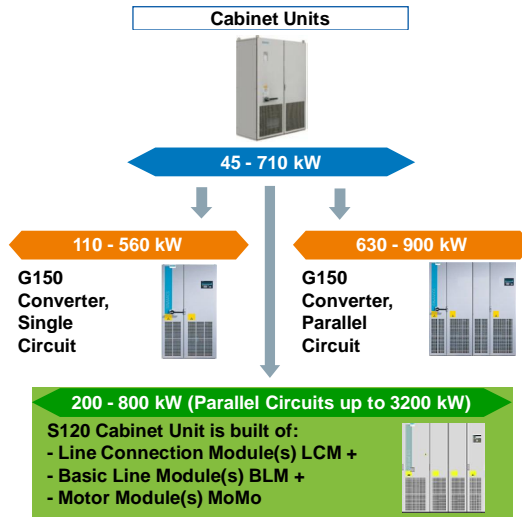 Cabinet Units
45 - 710 kW
110 - 560 kW
G150
Converter,
Single
Circuit
630 - 900 kW
G150
Converter,
Parallel
Circuit
200 - 800 kW (Parallel Circuits up to 3200 kW)
S120 Cabinet Unit is built of:
- Line Connection Module(s) LCM +
- Basic Line Module(s) BLM +
- Motor Module(s) MoMo